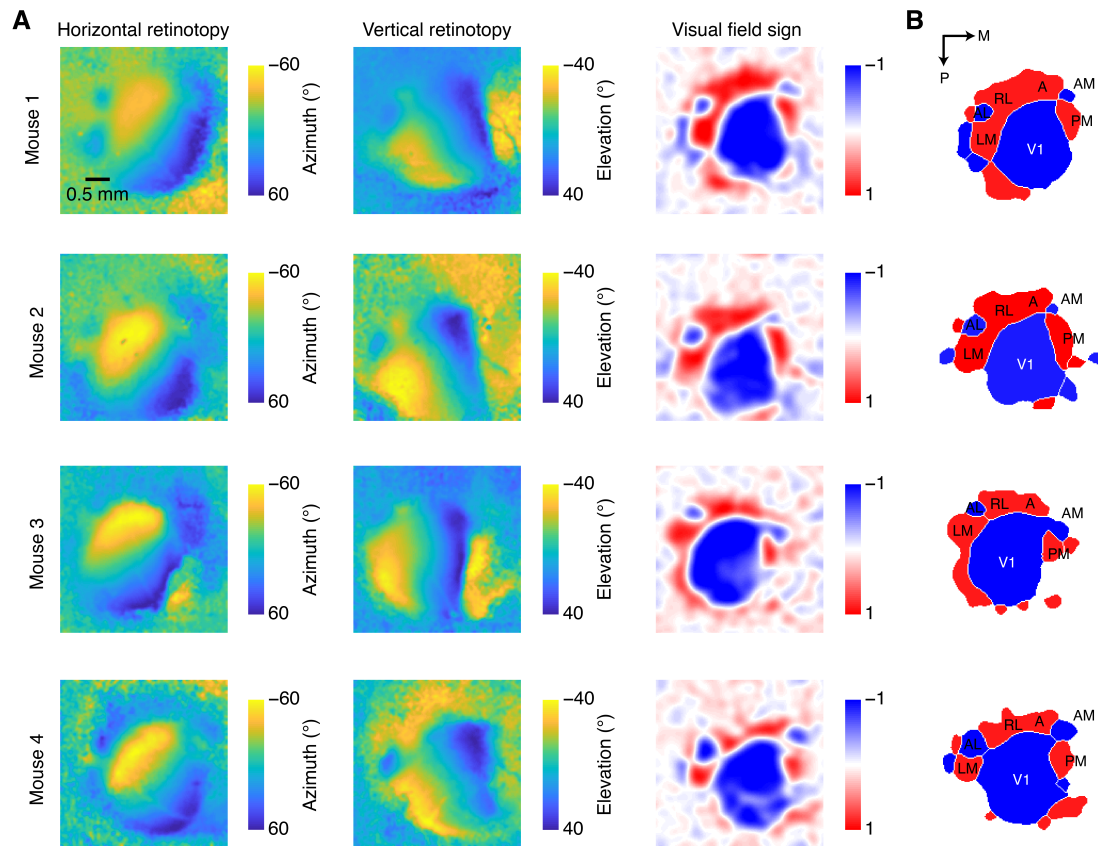 A
B
Horizontal retinotopy
Vertical retinotopy
Visual field sign
M
P
Mouse 1
0.5 mm
−60
Azimuth (°)
60
−40
Elevation (°)
40
−1
1
A
AM
RL
AL
PM
LM
V1
Mouse 2
−60
Azimuth (°)
60
−40
Elevation (°)
40
−1
1
A
AM
RL
AL
PM
LM
V1
Mouse 3
−60
Azimuth (°)
60
−40
Elevation (°)
40
−1
1
AL
RL
A
AM
LM
PM
V1
Mouse 4
−60
Azimuth (°)
60
−40
Elevation (°)
40
−1
1
RL
A
AM
AL
PM
LM
V1